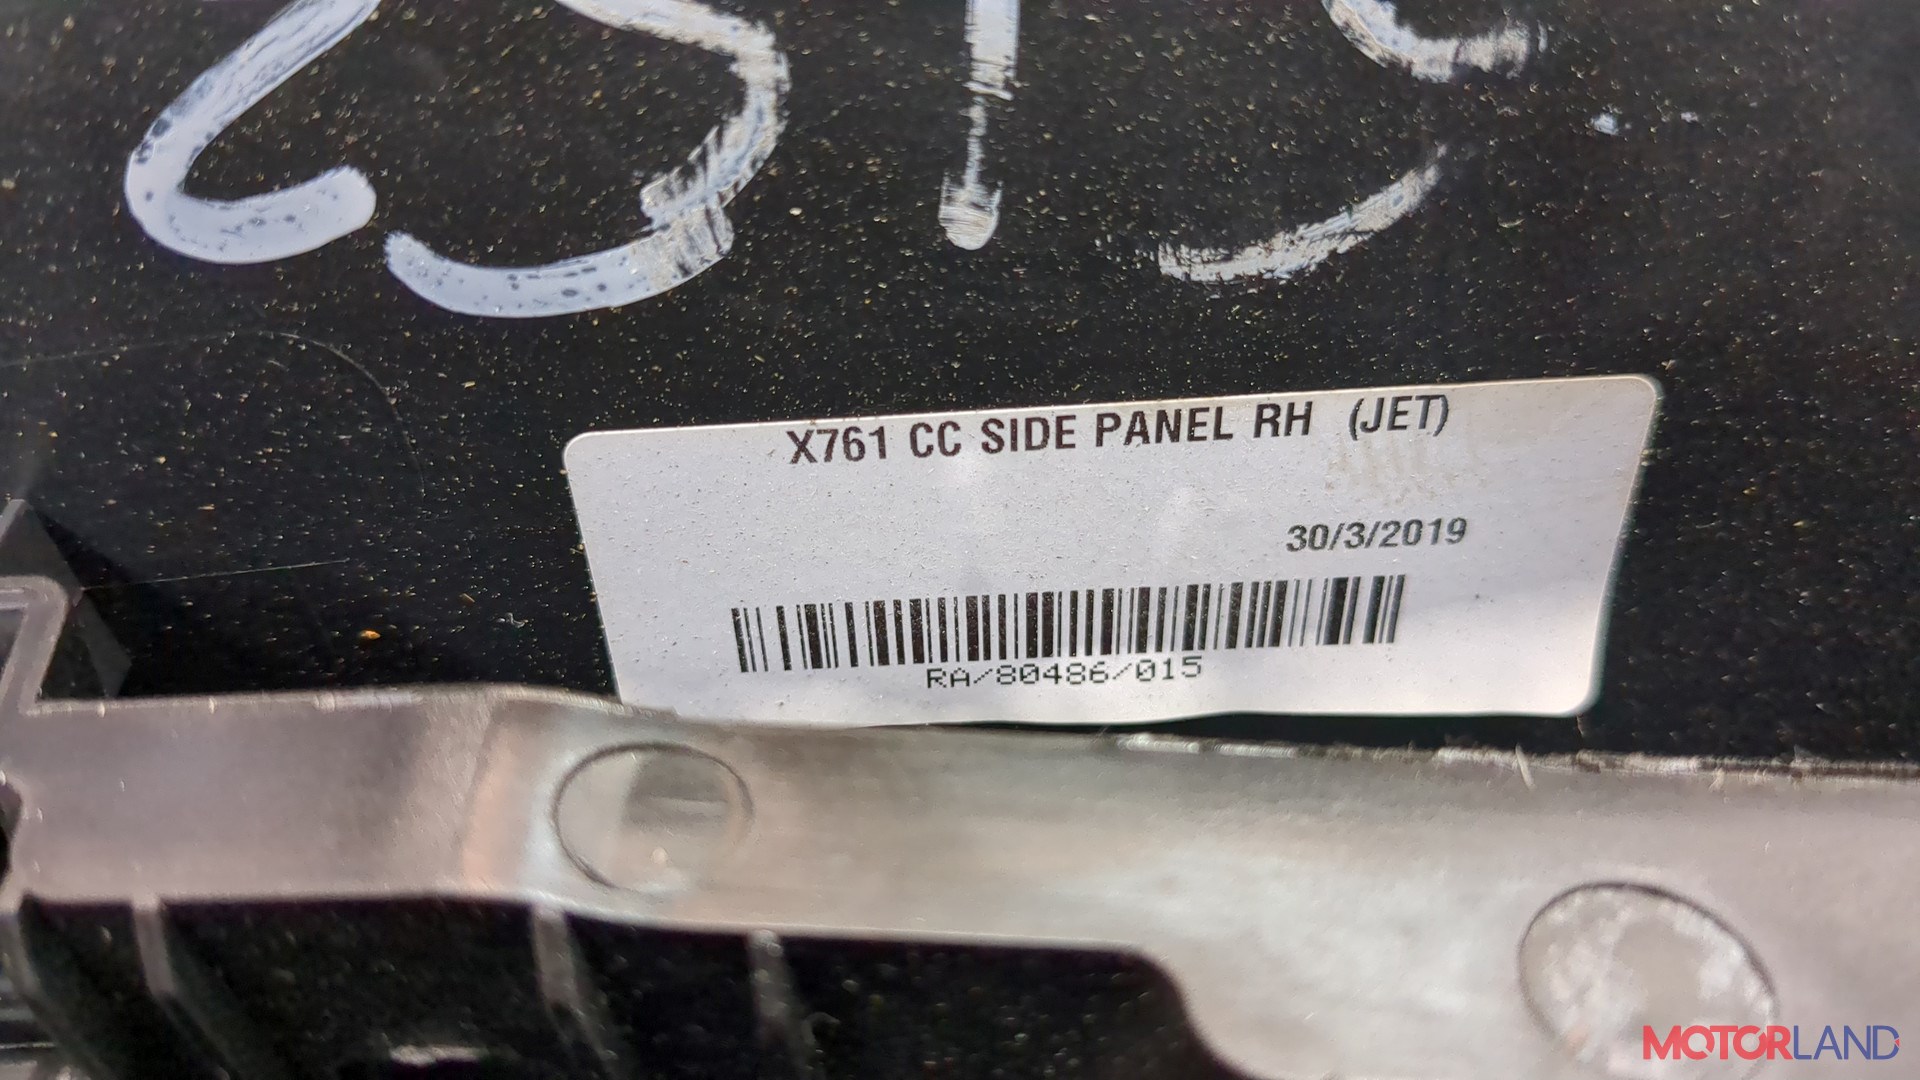 X761 CC SIDE PANEL RH (JET)
30/3/2019
RA/80486/015
MOTORLAND